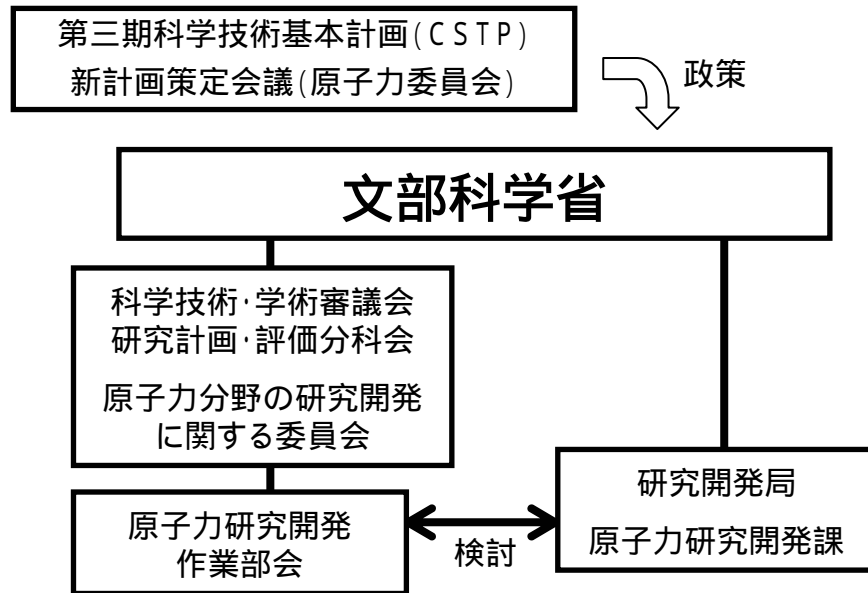 第三期科学技術基本計画(CSTP)
新計画策定会議(原子力委員会)
政策
文部科学省
科学技術・学術審議会
研究計画・評価分科会
原子力分野の研究開発
に関する委員会
原子力研究開発
作業部会
検討
研究開発局
原子力研究開発課